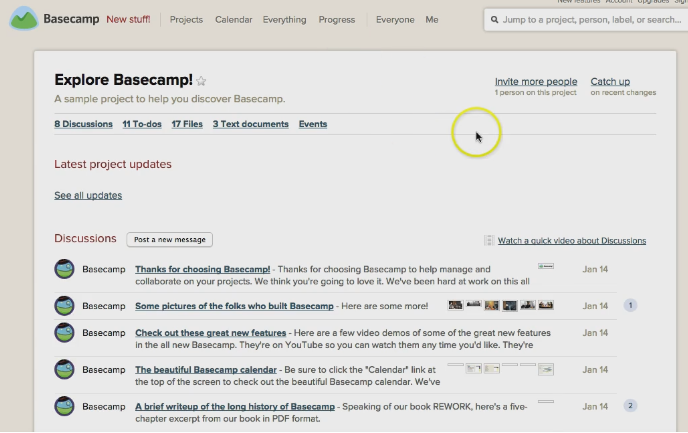 New features Account Upgrades Sign
Basecamp New stuff! Projects Calendar Everything Progress Everyone Me
Jump to a project, person, label, or search...
Explore Basecamp!
Invite more people Catch up
A sample project to help you discover Basecamp.
1 person on this project on recent changes
8 Discussions 11 To-dos 17 Files 3 Text documents Events
Latest project updates
See all updates
Discussions Post a new message Watch a quick video about Discussions
Basecamp Thanks for choosing Basecamp! - Thanks for choosing Basecamp to help manage and Jan 14
collaborate on your projects. We think you're going to love it. We've been hard at work on this all
Basecamp Some pictures of the folks who built Basecamp - Here are some more! Jan 14 1
Basecamp Check out these great new features - Here are a few video demos of some of the great new features Jan 14
in the all new Basecamp. They're on YouTube so you can watch them any time you'd like. They're
Basecamp The beautiful Basecamp calendar - Be sure to click the "Calendar" link at Jan 14
the top of the screen to check out the beautiful Basecamp calendar. We've
Basecamp A brief writeup of the long history of Basecamp - Speaking of our book REWORK, here's a five- Jan 14 2
chapter excerpt from our book in PDF format.